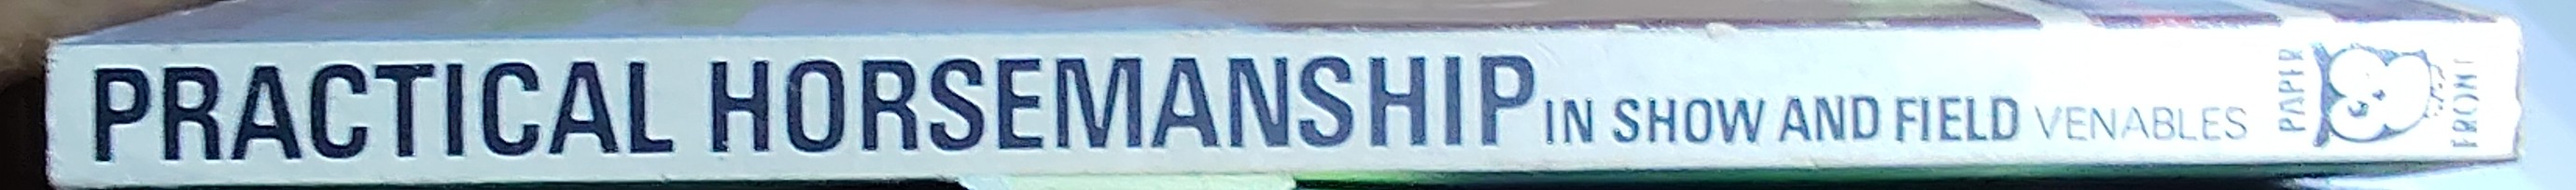 PRACTICAL HORSEMANSHIP IN SHOW AND FIELD VENABLES
PAPER
FRONT